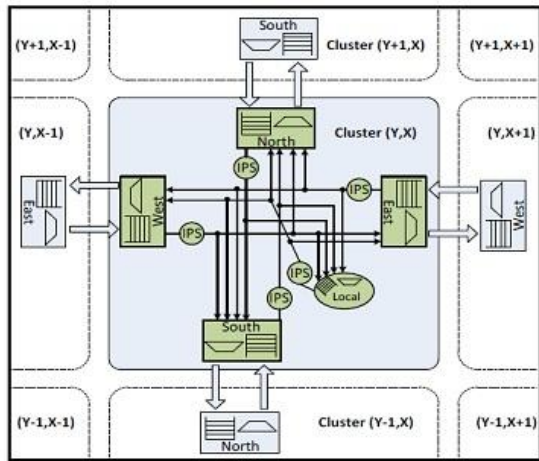 South
(Y+1,X-1)
Cluster (Y+1,X)
(Y+1,X+1)
North
Cluster (Y,X)
(Y,X-1)
(Y,X+1)
IPS
IPS
East
West
East
West
IPS
IPS
IPS
Local
South
(Y-1,X-1)
Cluster (Y-1,X)
(Y-1,X+1)
North